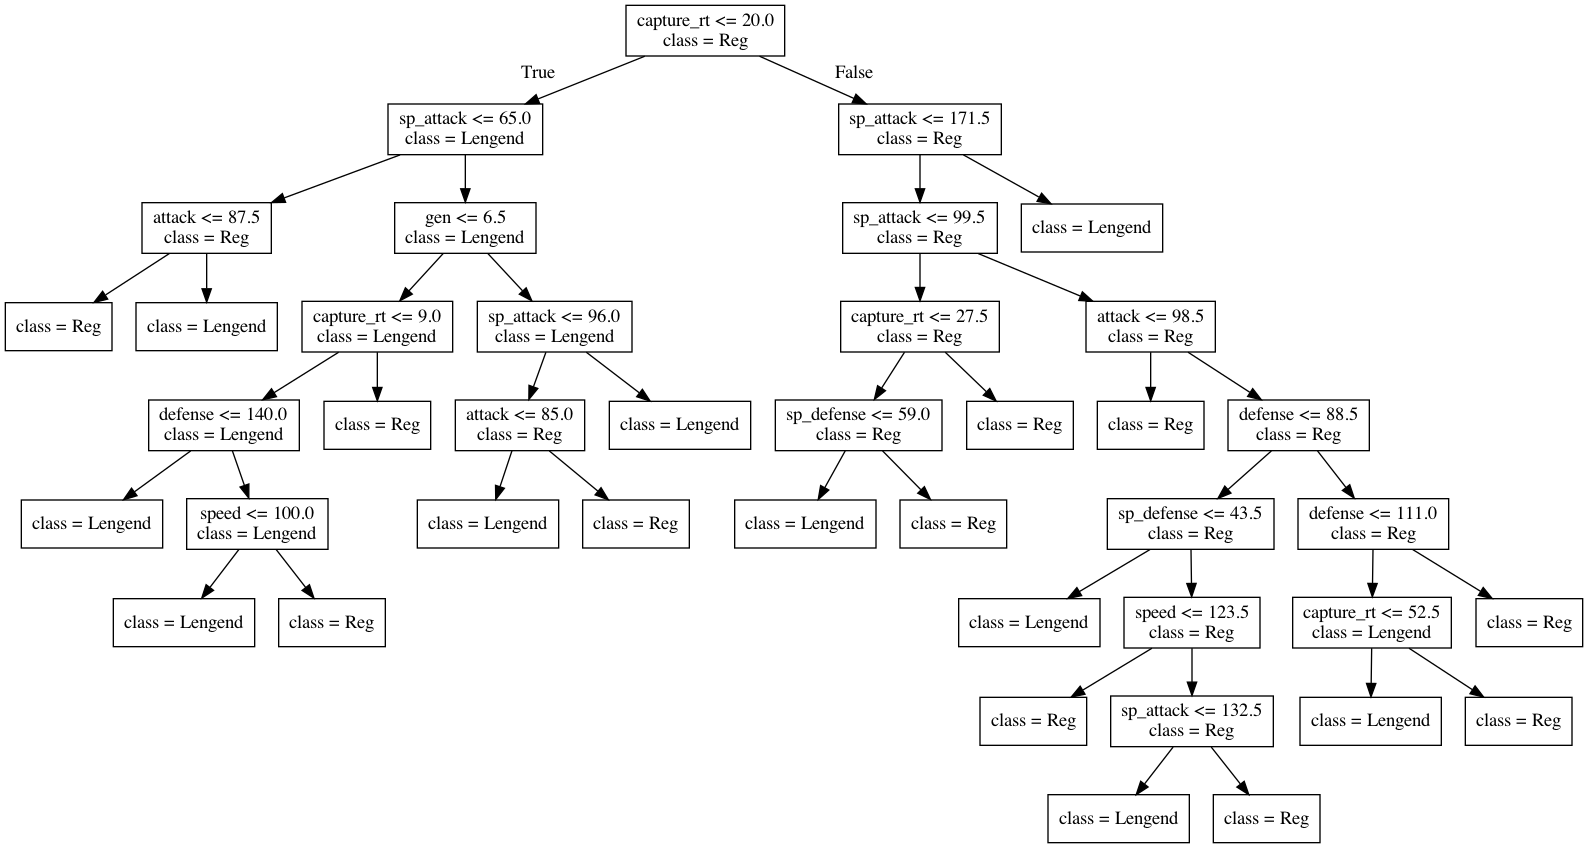 capture_rt <= 20.0
class = Reg
True
False
sp_attack <= 65.0
class = Lengend
sp_attack <= 171.5
class = Reg
attack <= 87.5
class = Reg
gen <= 6.5
class = Lengend
sp_attack <= 99.5
class = Reg
class = Lengend
class = Reg
class = Lengend
capture_rt <= 9.0
class = Lengend
sp_attack <= 96.0
class = Lengend
capture_rt <= 27.5
class = Reg
attack <= 98.5
class = Reg
defense <= 140.0
class = Lengend
class = Reg
attack <= 85.0
class = Reg
class = Lengend
sp_defense <= 59.0
class = Reg
class = Reg
class = Reg
defense <= 88.5
class = Reg
class = Lengend
speed <= 100.0
class = Lengend
class = Lengend
class = Reg
class = Lengend
class = Reg
sp_defense <= 43.5
class = Reg
defense <= 111.0
class = Reg
class = Lengend
class = Reg
class = Lengend
speed <= 123.5
class = Reg
capture_rt <= 52.5
class = Lengend
class = Reg
class = Reg
sp_attack <= 132.5
class = Reg
class = Lengend
class = Reg
class = Lengend
class = Reg